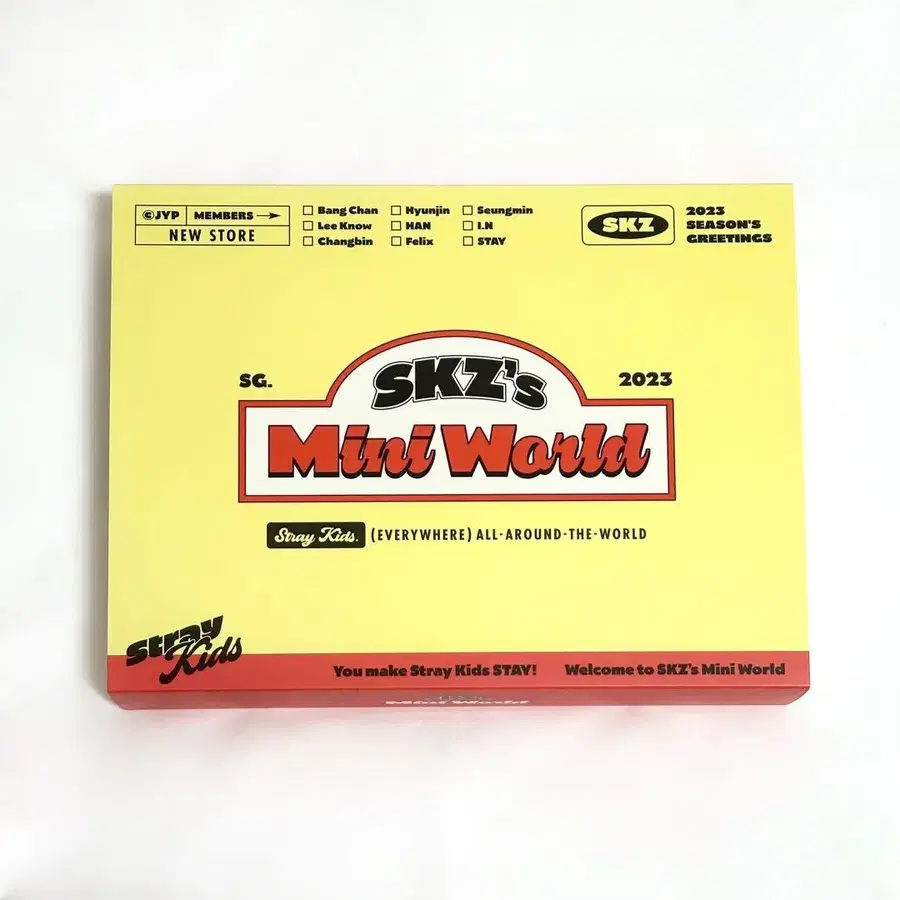 ©JYP MEMBERS →
NEW STORE
☐ Bang Chan ☐ Hyunjin ☐ Seungmin
☐ Lee Know ☐ HAN ☐ I.N
☐ Changbin ☐ Felix ☐ STAY
SKZ
2023
SEASON'S
GREETINGS
SG.
2023
SKZ's
Mini World
Stray Kids. (EVERYWHERE) ALL-AROUND-THE-WORLD
Stray
Kids
You make Stray Kids STAY! Welcome to SKZ's Mini World
Mini World